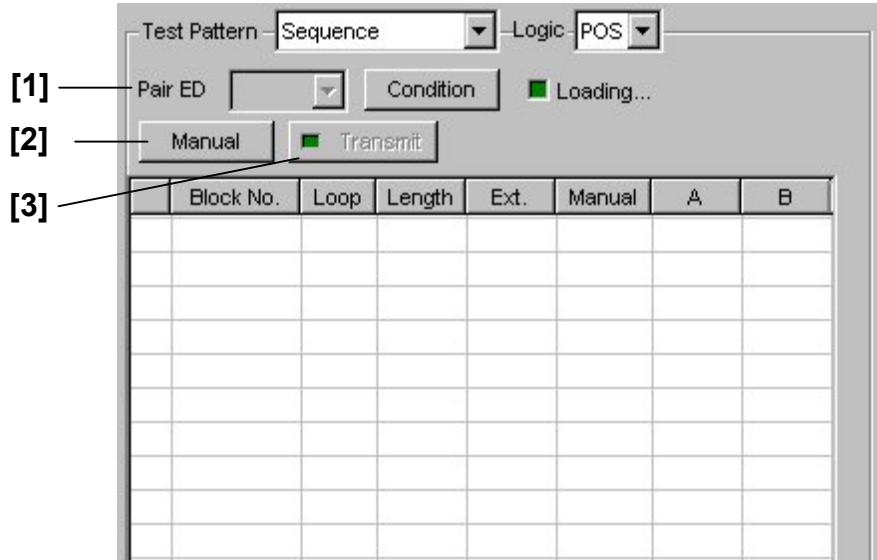 Test Pattern Sequence Logic POS
[1] Pair ED Condition Loading...
[2] Manual Transmit
[3]
Block No. Loop Length Ext. Manual A B